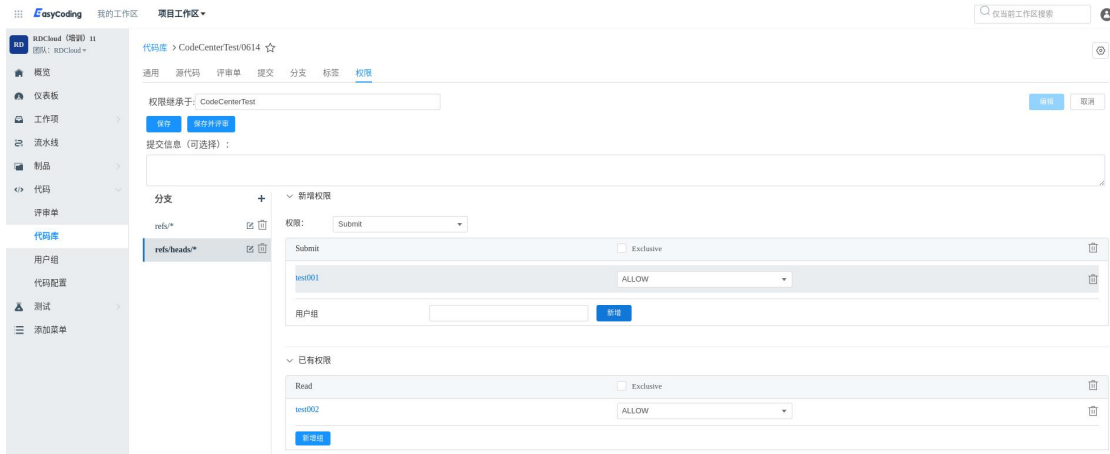 EasyCoding 我的工作区 项目工作区 仅当前工作区搜索
RD RDCloud（培训）11
团队：RDCloud
代码库 > CodeCenterTest/0614
概览
通用 源代码 评审单 提交 分支 标签 权限
仪表板
权限继承于: CodeCenterTest 编辑 取消
工作项
保存 保存并评审
流水线
提交信息（可选择）：
制品
代码
分支 + 新增权限
评审单
refs/* 权限: Submit
代码库
refs/heads/* Submit Exclusive
用户组
test001 ALLOW
代码配置
测试
用户组 新增
添加菜单
已有权限
Read Exclusive
test002 ALLOW
新增组